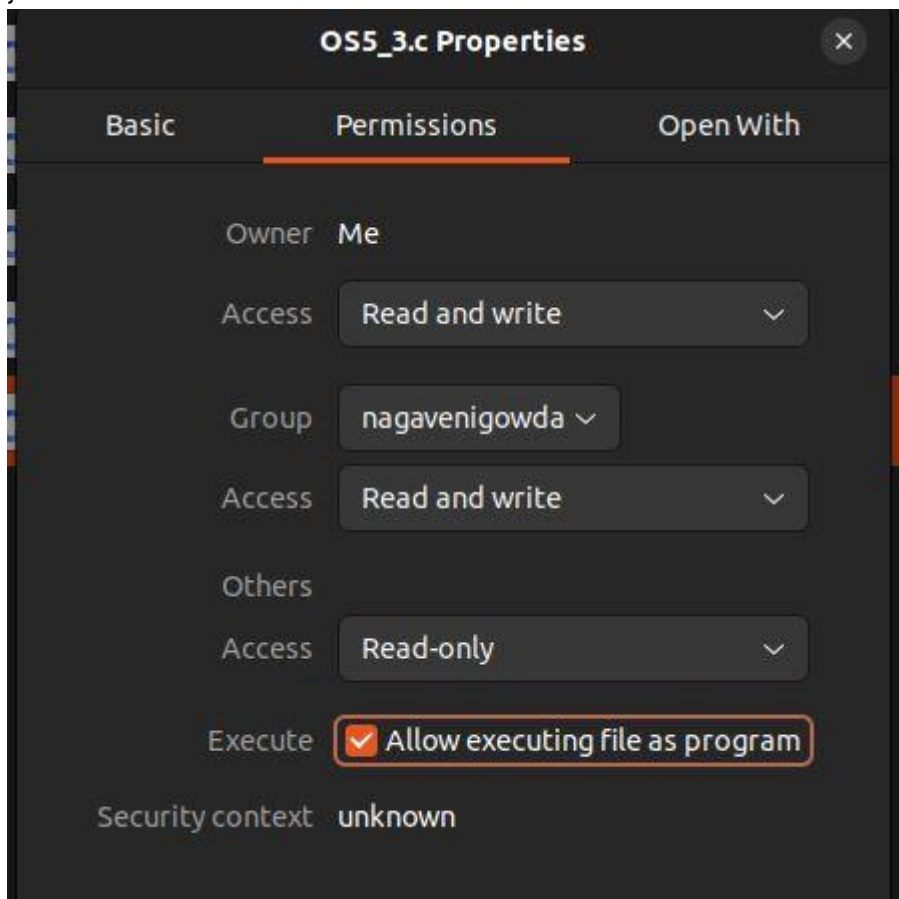 OS5_3.c Properties
Basic Permissions Open With
Owner Me
Access Read and write
Group nagavenigowda
Access Read and write
Others
Access Read-only
Execute Allow executing file as program
Security context unknown